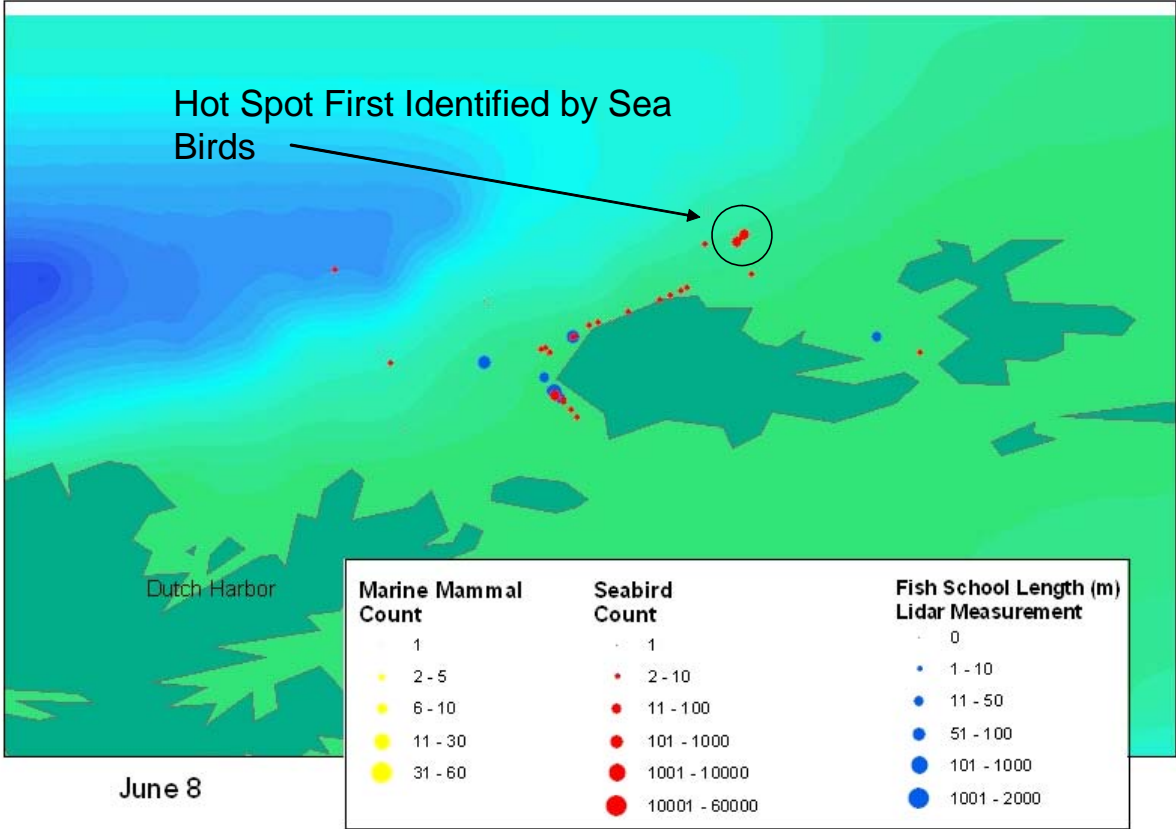 Hot Spot First Identified by Sea
Birds
Dutch Harbor
June 8
Marine Mammal
Count
1
2 - 5
6 - 10
11 - 30
31 - 60
Seabird
Count
1
2 - 10
11 - 100
101 - 1000
1001 - 10000
10001 - 60000
Fish School Length (m)
Lidar Measurement
0
1 - 10
11 - 50
51 - 100
101 - 1000
1001 - 2000